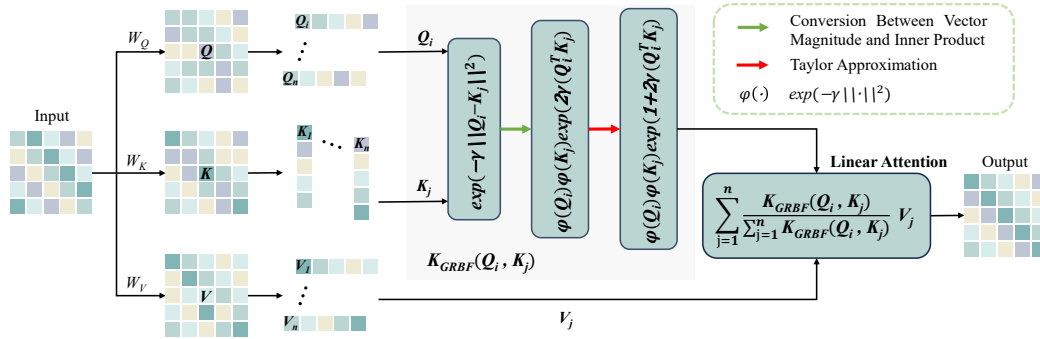 Input
W_Q
W_K
W_V
Q
K
V
Q_i
Q_n
K_1
K_n
V_1
V_n
Q_i
K_j
V_j
exp(−γ||Q_i−K_j||²)
φ(Q_i)φ(K_j)exp(2γ(Q_i^T K_j)
φ(Q_i)φ(K_j)exp(1+2γ(Q_i^T K_j)
K_GRBF(Q_i, K_j)
Conversion Between Vector
Magnitude and Inner Product
Taylor Approximation
φ(·) exp(−γ||·||²)
Linear Attention
∑_{j=1}^{n} K_GRBF(Q_i, K_j) / ∑_{j=1}^{n} K_GRBF(Q_i, K_j) V_j
Output